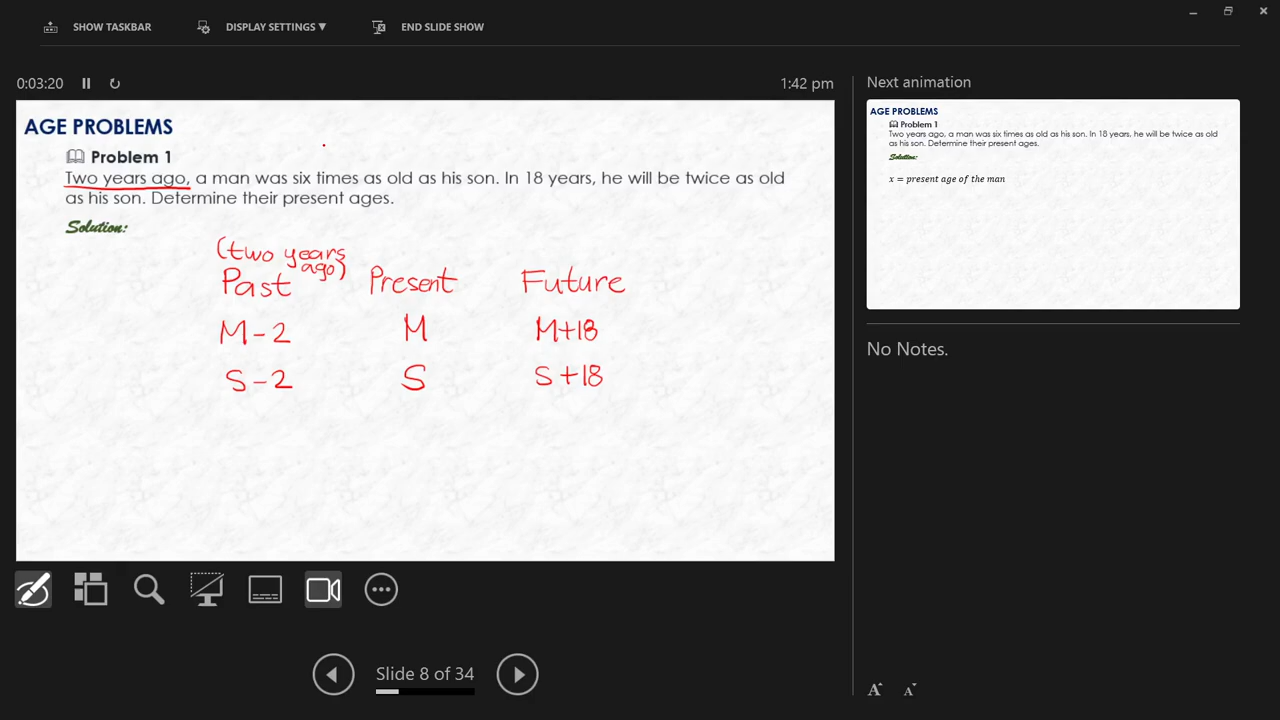 SHOW TASKBAR DISPLAY SETTINGS ▼ END SLIDE SHOW
0:03:20 1:42 pm
AGE PROBLEMS
Problem 1
Two years ago, a man was six times as old as his son. In 18 years, he will be twice as old
as his son. Determine their present ages.
Solution:
(two years
ago)
Past Present Future
M-2 M M+18
S-2 S S+18
Slide 8 of 34
Next animation
AGE PROBLEMS
Problem 1
Two years ago, a man was six times as old as his son. In 18 years, he will be twice as old
as his son. Determine their present ages.
Solution:
x = present age of the man
No Notes.
A A